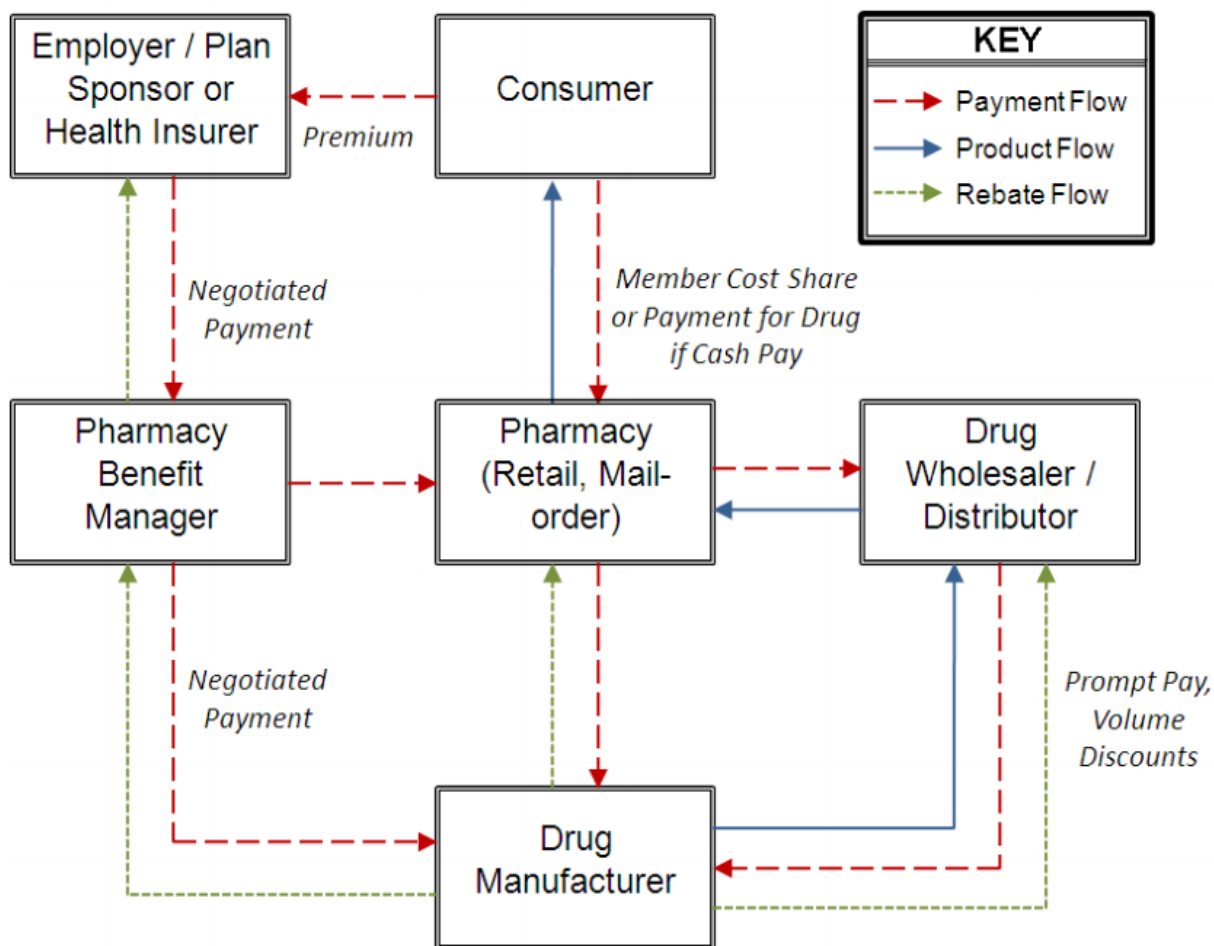 Employer / Plan
Sponsor or
Health Insurer
Premium
Consumer
KEY
Payment Flow
Product Flow
Rebate Flow
Negotiated
Payment
Member Cost Share
or Payment for Drug
if Cash Pay
Pharmacy
Benefit
Manager
Pharmacy
(Retail, Mail-
order)
Drug
Wholesaler /
Distributor
Negotiated
Payment
Prompt Pay,
Volume
Discounts
Drug
Manufacturer